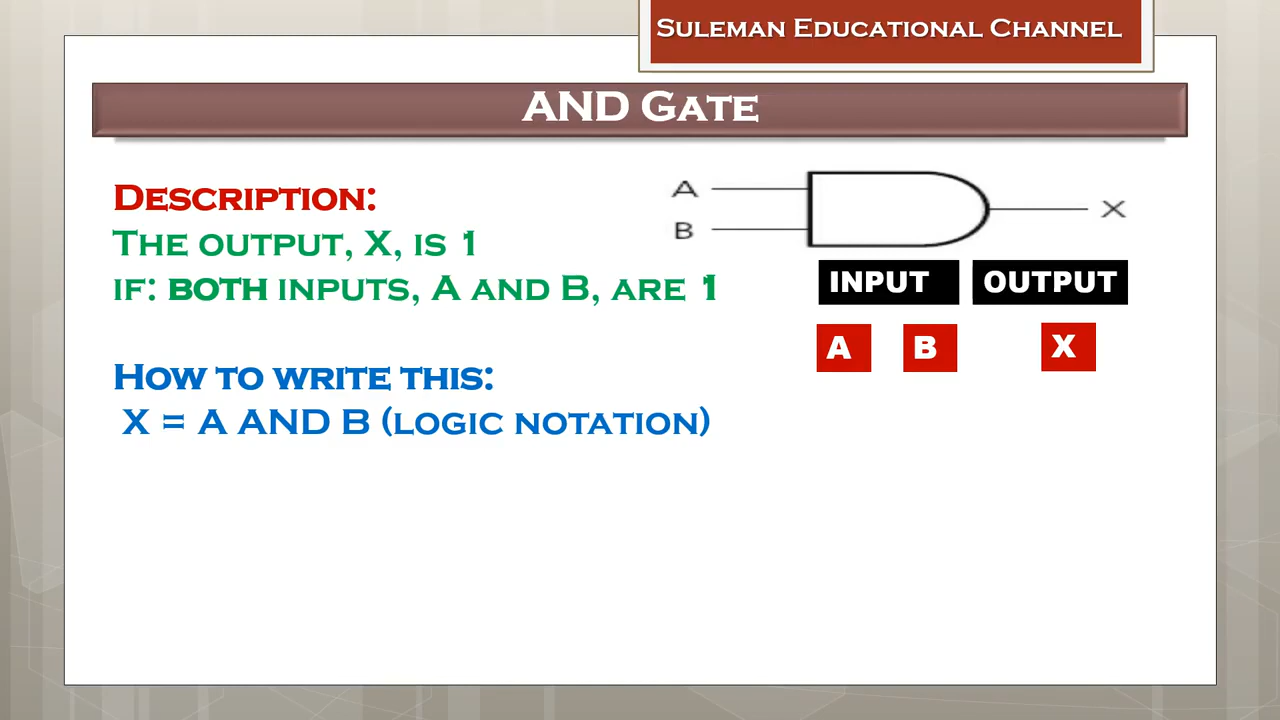 SULEMAN EDUCATIONAL CHANNEL
AND GATE
DESCRIPTION:
THE OUTPUT, X, IS 1
IF: BOTH INPUTS, A AND B, ARE 1
HOW TO WRITE THIS:
X = A AND B (LOGIC NOTATION)
A
B
X
INPUT OUTPUT
A B X